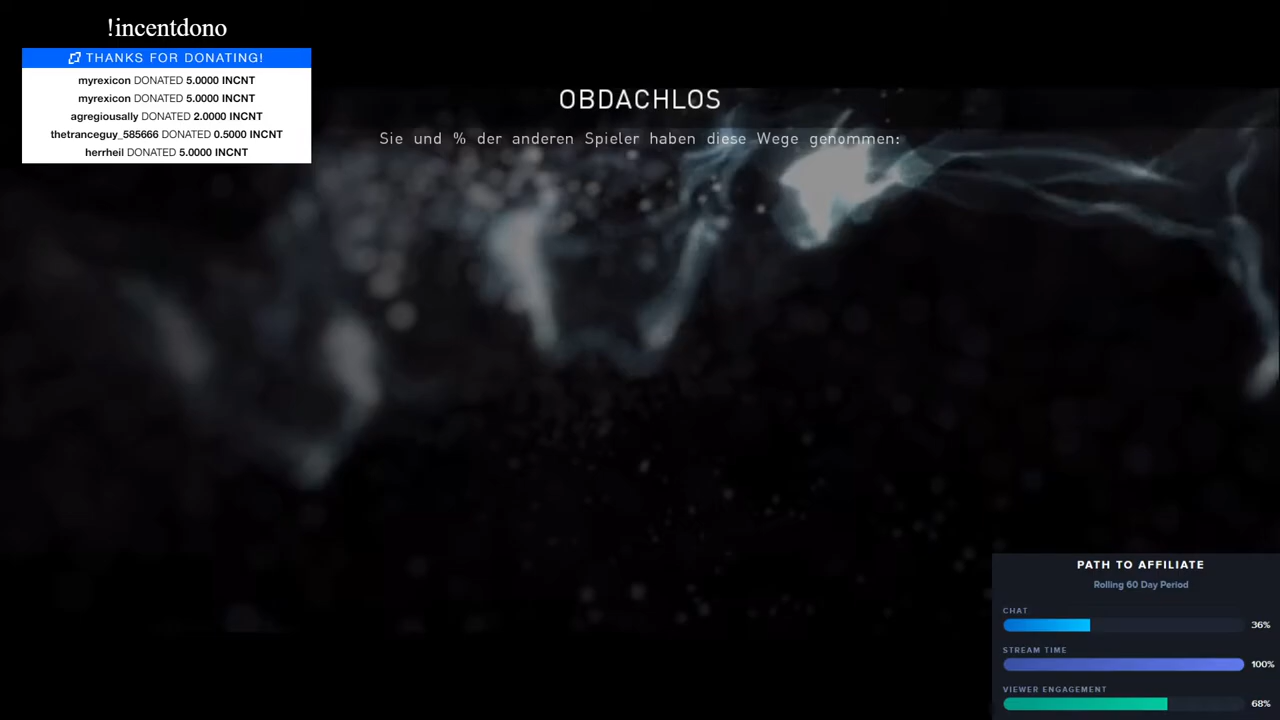 !incentdono
THANKS FOR DONATING!
myrexicon DONATED 5.0000 INCNT
myrexicon DONATED 5.0000 INCNT
agregiousally DONATED 2.0000 INCNT
thetranceguy_585666 DONATED 0.5000 INCNT
herrheil DONATED 5.0000 INCNT
OBDACHLOS
Sie und % der anderen Spieler haben diese Wege genommen:
PATH TO AFFILIATE
Rolling 60 Day Period
CHAT
36%
STREAM TIME
100%
VIEWER ENGAGEMENT
68%